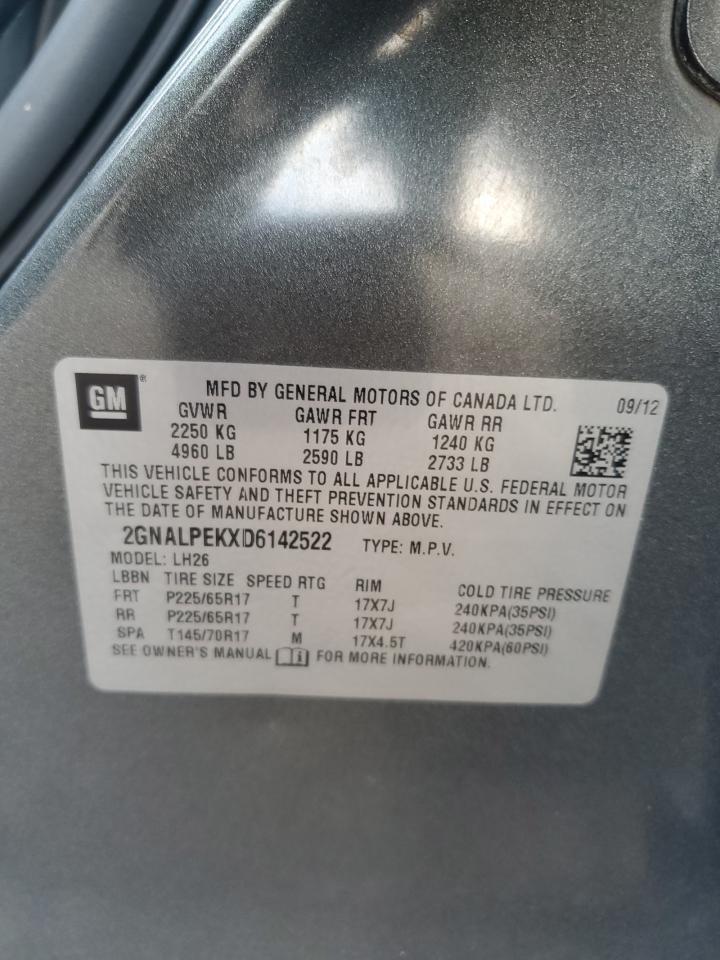 GM ® MFD BY GENERAL MOTORS OF CANADA LTD. 09/12
GVWR GAWR FRT GAWR RR
2250 KG 1175 KG 1240 KG
4960 LB 2590 LB 2733 LB
THIS VEHICLE CONFORMS TO ALL APPLICABLE U.S. FEDERAL MOTOR
VEHICLE SAFETY AND THEFT PREVENTION STANDARDS IN EFFECT ON
THE DATE OF MANUFACTURE SHOWN ABOVE.
2GNALPEKXD6142522 TYPE: M.P.V.
MODEL: LH26
LBBN TIRE SIZE SPEED RTG RIM COLD TIRE PRESSURE
FRT P225/65R17 T 17X7J 240KPA(35PSI)
RR P225/65R17 T 17X7J 240KPA(35PSI)
SPA T145/70R17 M 17X4.5T 420KPA(60PSI)
SEE OWNER'S MANUAL FOR MORE INFORMATION.